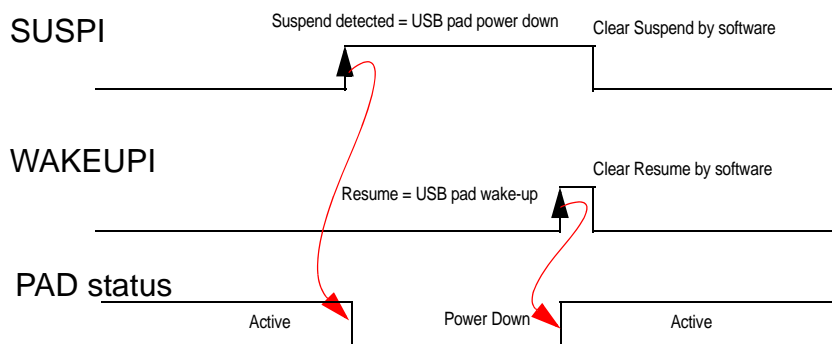 SUSPI
Suspend detected = USB pad power down
Clear Suspend by software
WAKEUPI
Clear Resume by software
Resume = USB pad wake-up
PAD status
Active
Power Down
Active